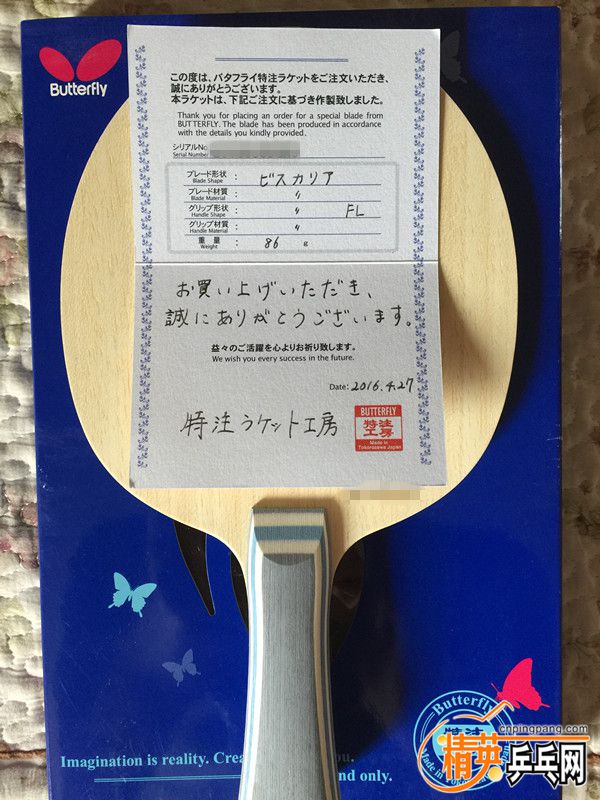 Butterfly
この度は、バタフライ特注ラケットをご注文いただき、
誠にありがとうございます。
本ラケットは、下記ご注文に基づき作製致しました。
Thank you for placing an order for a special blade from
BUTTERFLY. The blade has been produced in accordance
with the details you kindly provided.
シリアルNo.
Serial Number
ブレード形状 : ビスカリア
Blade Shape
ブレード材質 : 〃
Blade Material
グリップ形状 : 〃 FL
Handle Shape
グリップ材質 : 〃
Handle Material
重量 : 86 g
Weight
お買い上げいただき、
誠にありがとうございます。
益々のご活躍を心よりお祈り致します。
We wish you every success in the future.
Date: 2016.4.27
特注ラケット工房
BUTTERFLY
特注
工房
Made in
Tokorozawa Japan
Butterfly
特注
Made in
Imagination is reality. Crea
ou.
nd only.
cnpingpang.com
精英乒乓网